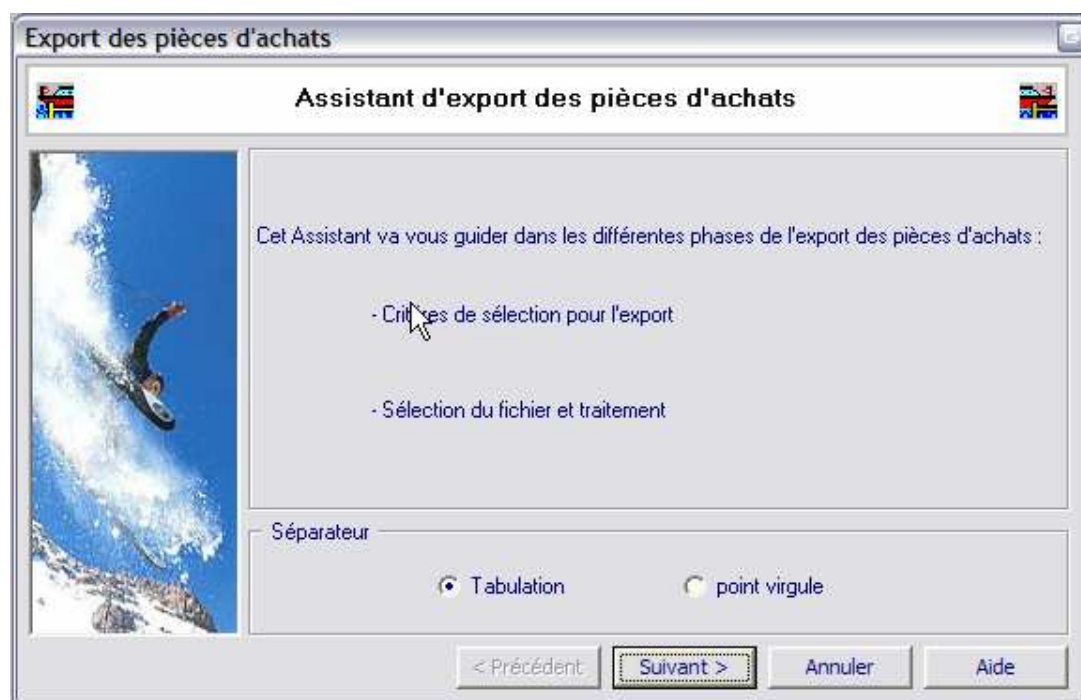 Export des pièces d'achats
Assistant d'export des pièces d'achats
Cet Assistant va vous guider dans les différentes phases de l'export des pièces d'achats :
- Critères de sélection pour l'export
- Sélection du fichier et traitement
Séparateur
Tabulation
point virgule
< Précédent
Suivant >
Annuler
Aide